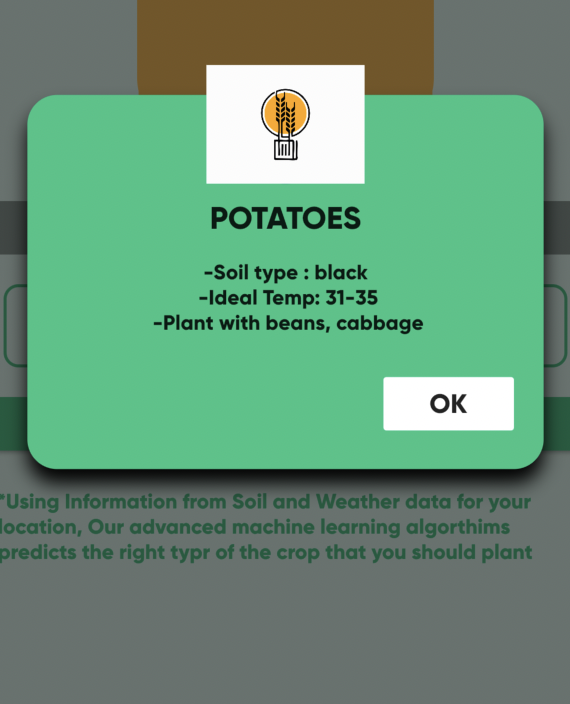 POTATOES
-Soil type : black
-Ideal Temp: 31-35
-Plant with beans, cabbage
OK
*Using Information from Soil and Weather data for your
location, Our advanced machine learning algorthims
predicts the right typr of the crop that you should plant